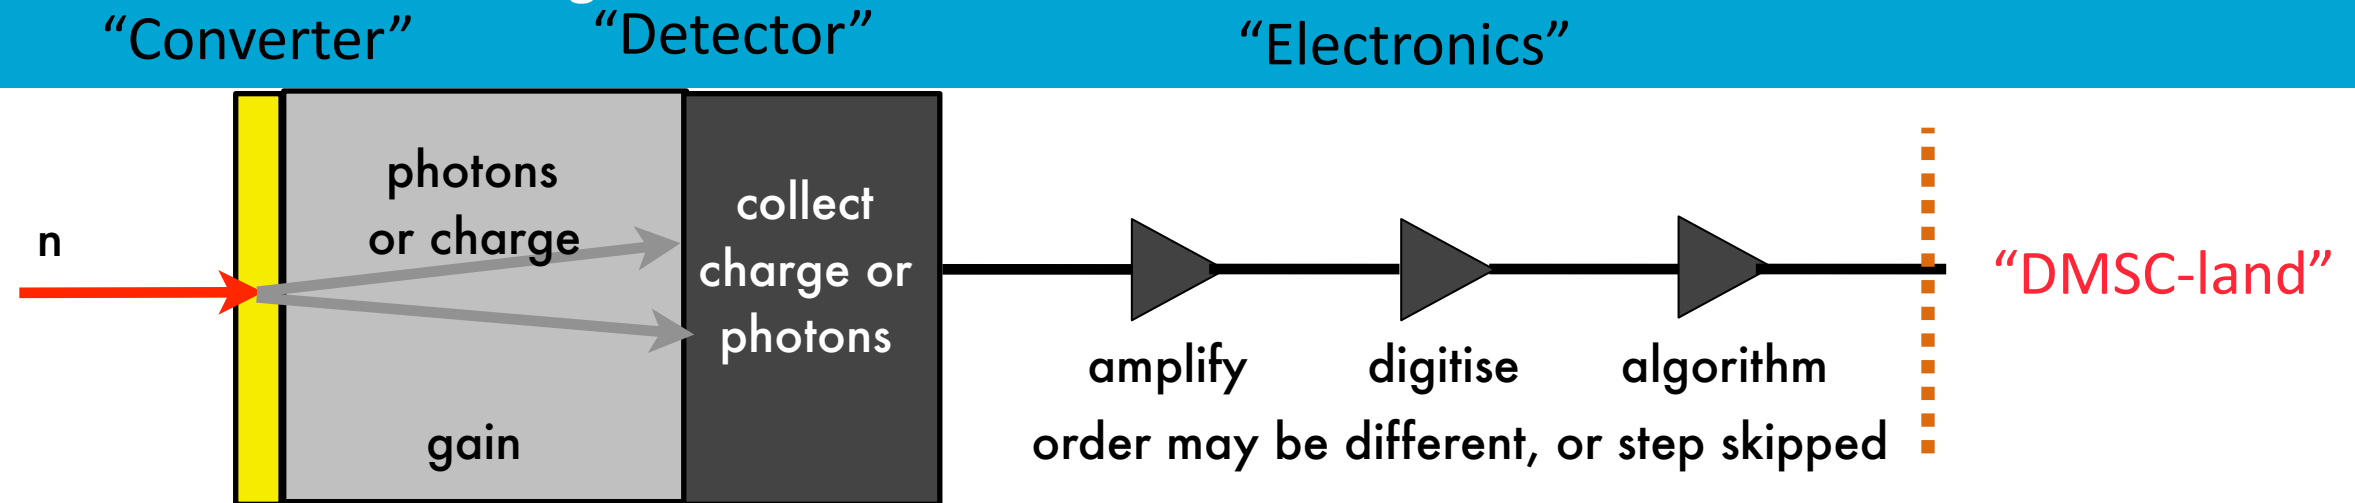 “Converter”
“Detector”
“Electronics”
n
photons
or charge
gain
collect
charge or
photons
amplify
digitise
algorithm
order may be different, or step skipped
“DMSC-land”